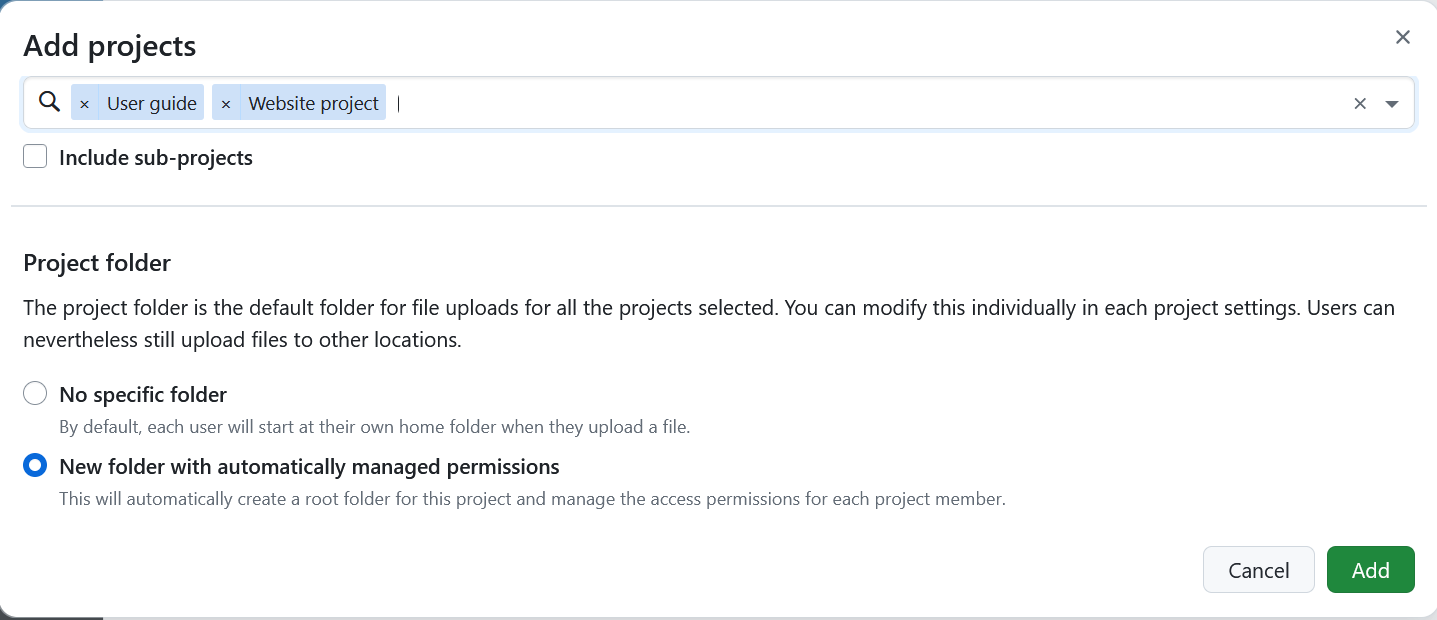 Add projects
× User guide × Website project
Include sub-projects
Project folder
The project folder is the default folder for file uploads for all the projects selected. You can modify this individually in each project settings. Users can
nevertheless still upload files to other locations.
No specific folder
By default, each user will start at their own home folder when they upload a file.
New folder with automatically managed permissions
This will automatically create a root folder for this project and manage the access permissions for each project member.
Cancel Add